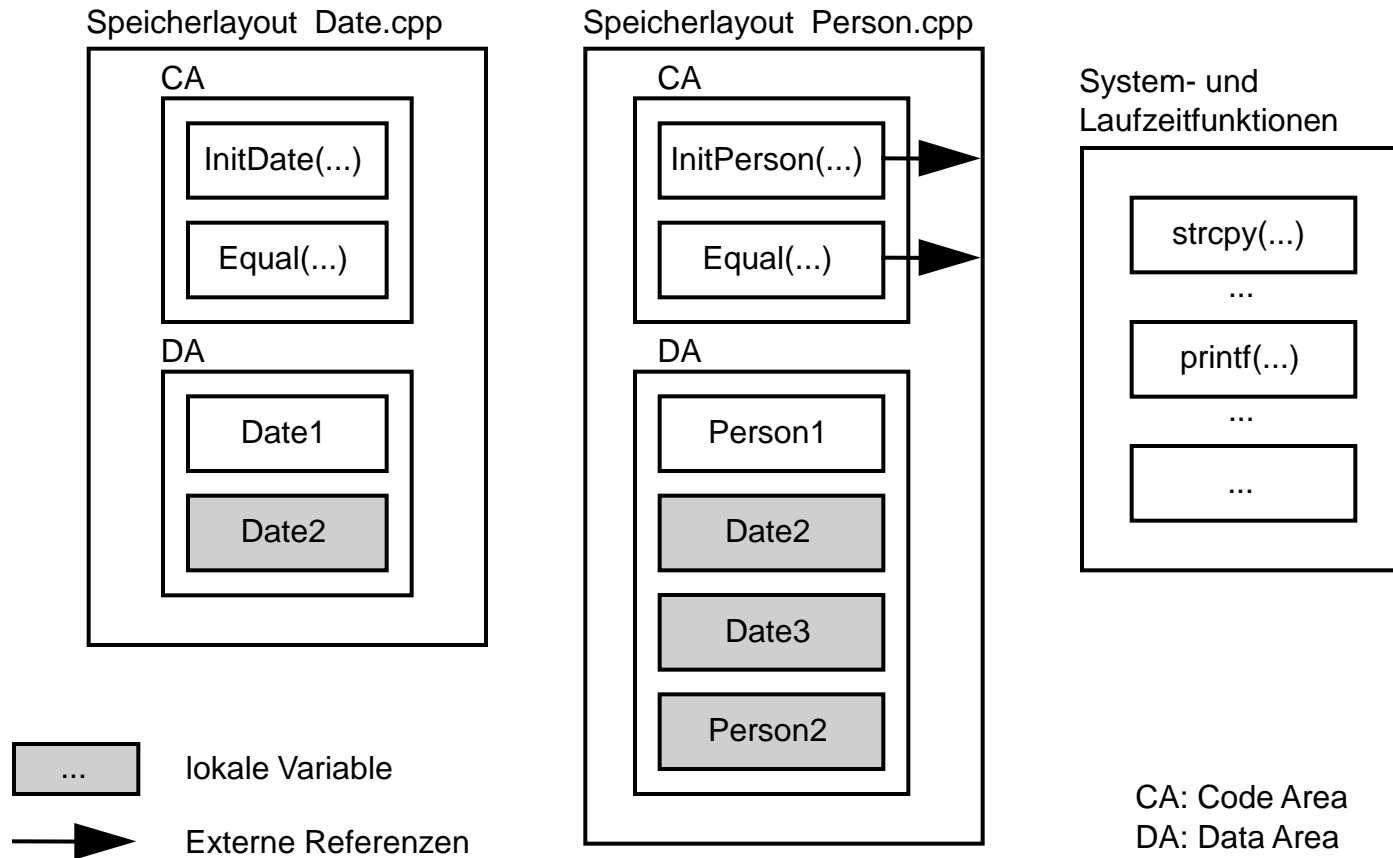 Speicherlayout Date.cpp
CA
InitDate(...)
Equal(...)
DA
Date1
Date2
Speicherlayout Person.cpp
CA
InitPerson(...)
Equal(...)
DA
Person1
Date2
Date3
Person2
System- und
Laufzeitfunktionen
strcpy(...)
...
printf(...)
...
...
... lokale Variable
Externe Referenzen
CA: Code Area
DA: Data Area